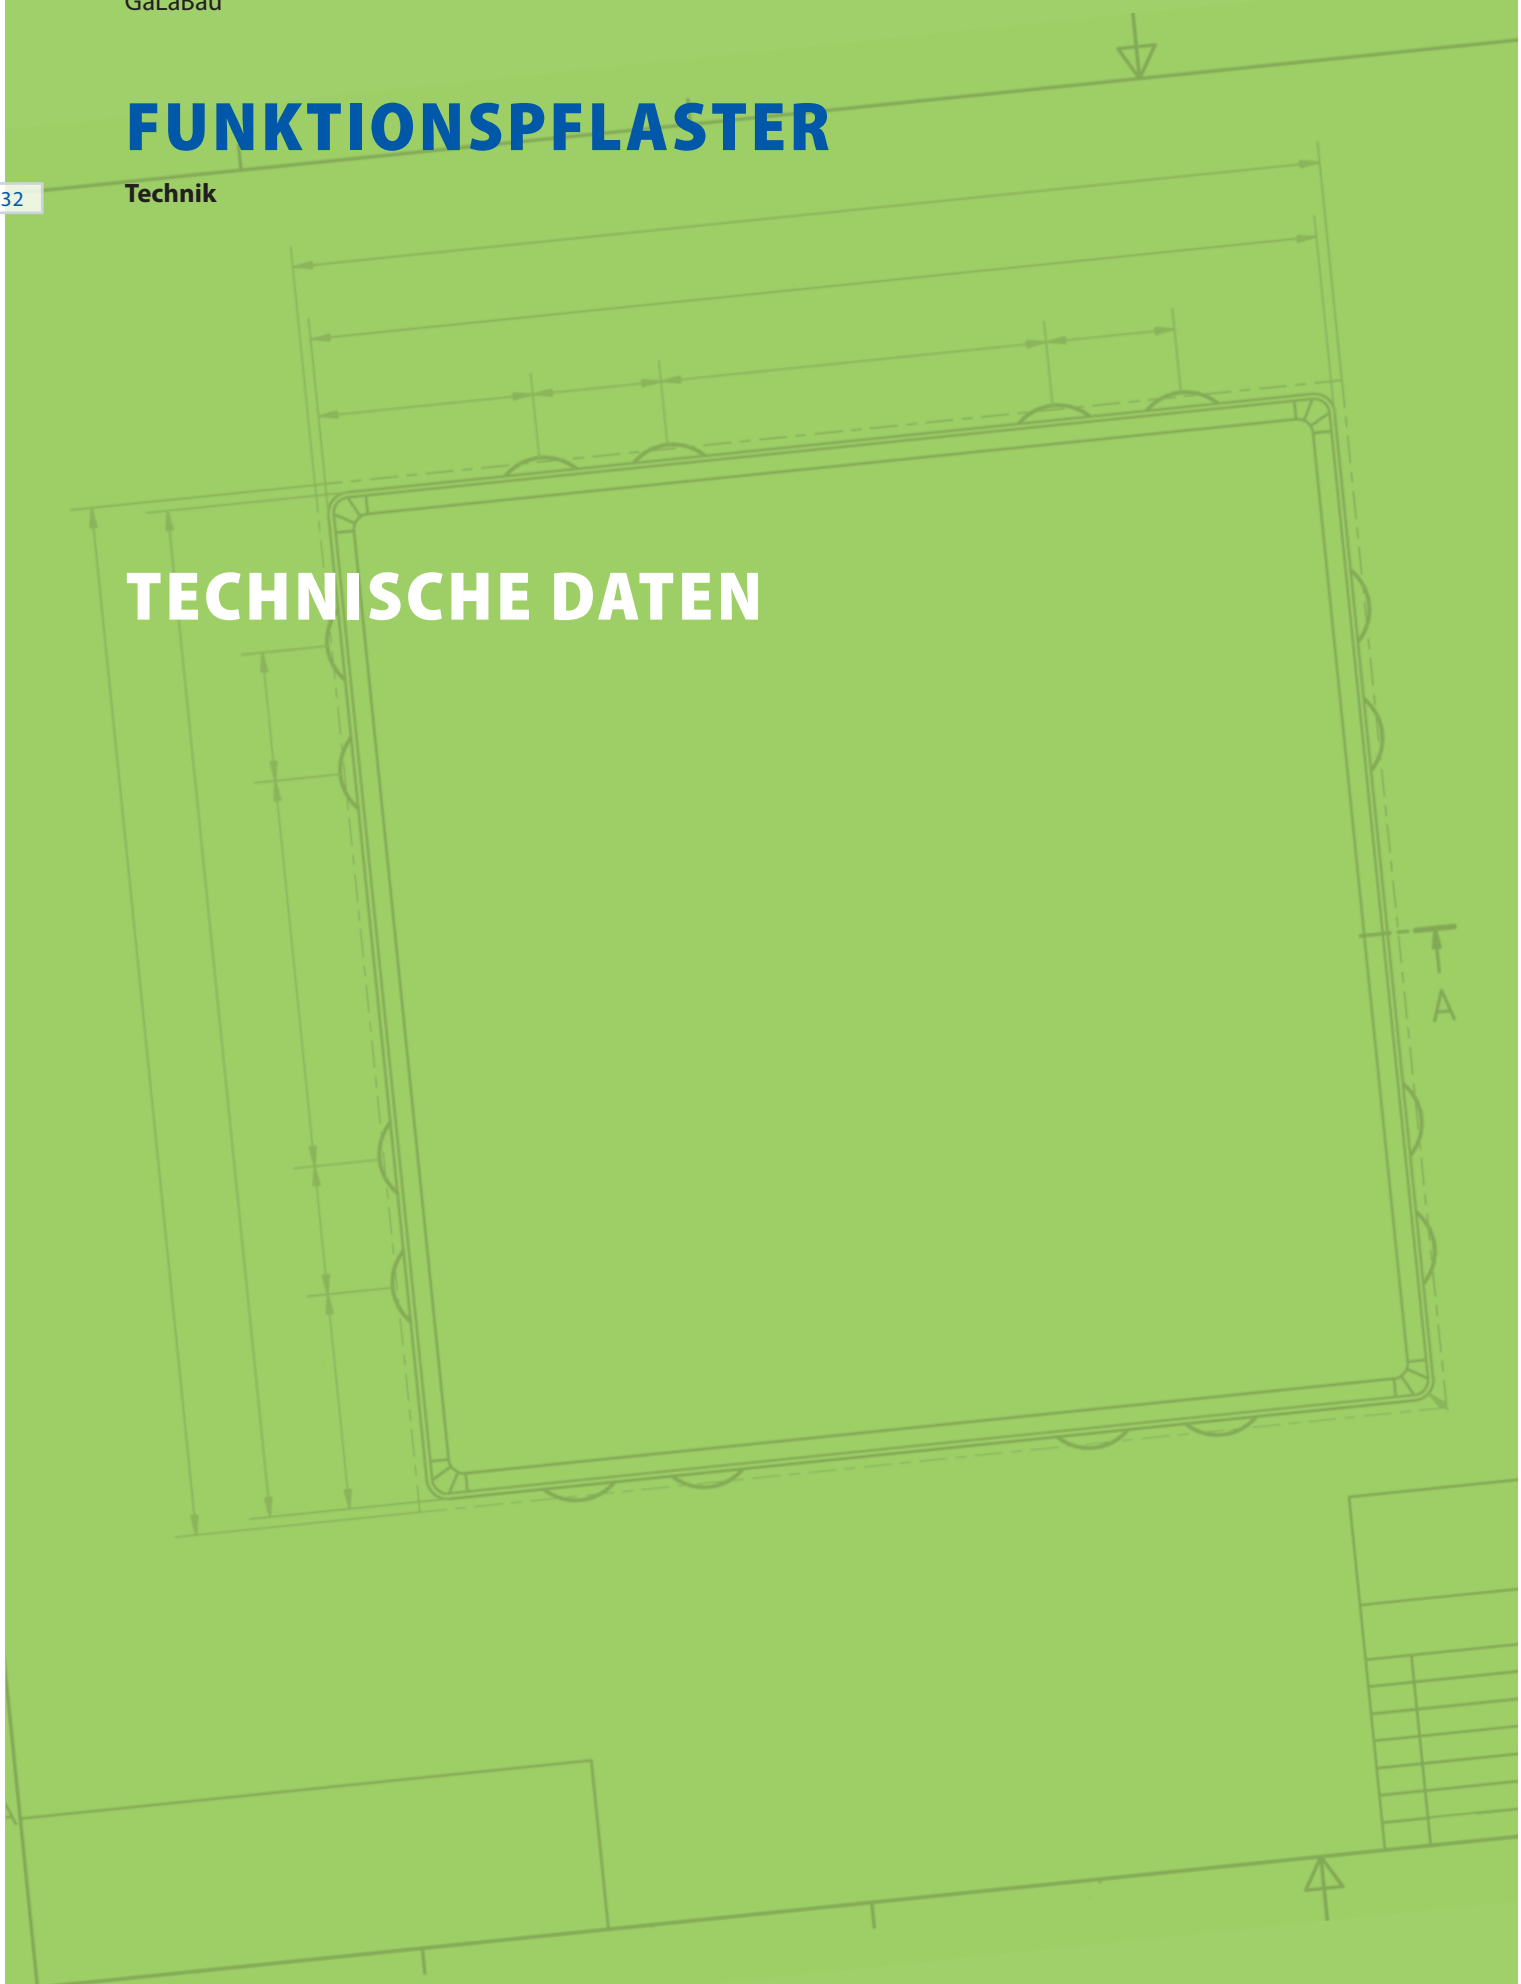 GaLaBau
FUNKTIONSPFLASTER
32
Technik
TECHNISCHE DATEN
A